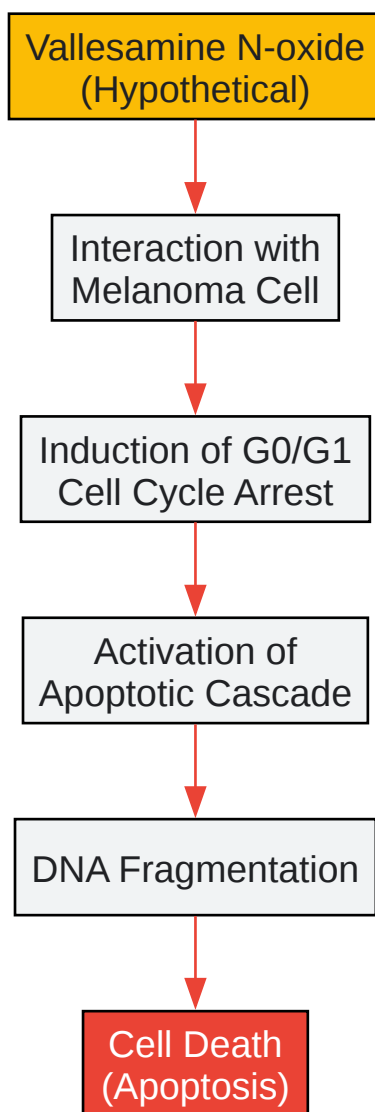 Vallesamine N-oxide
(Hypothetical)
Interaction with
Melanoma Cell
Induction of G0/G1
Cell Cycle Arrest
Activation of
Apoptotic Cascade
DNA Fragmentation
Cell Death
(Apoptosis)